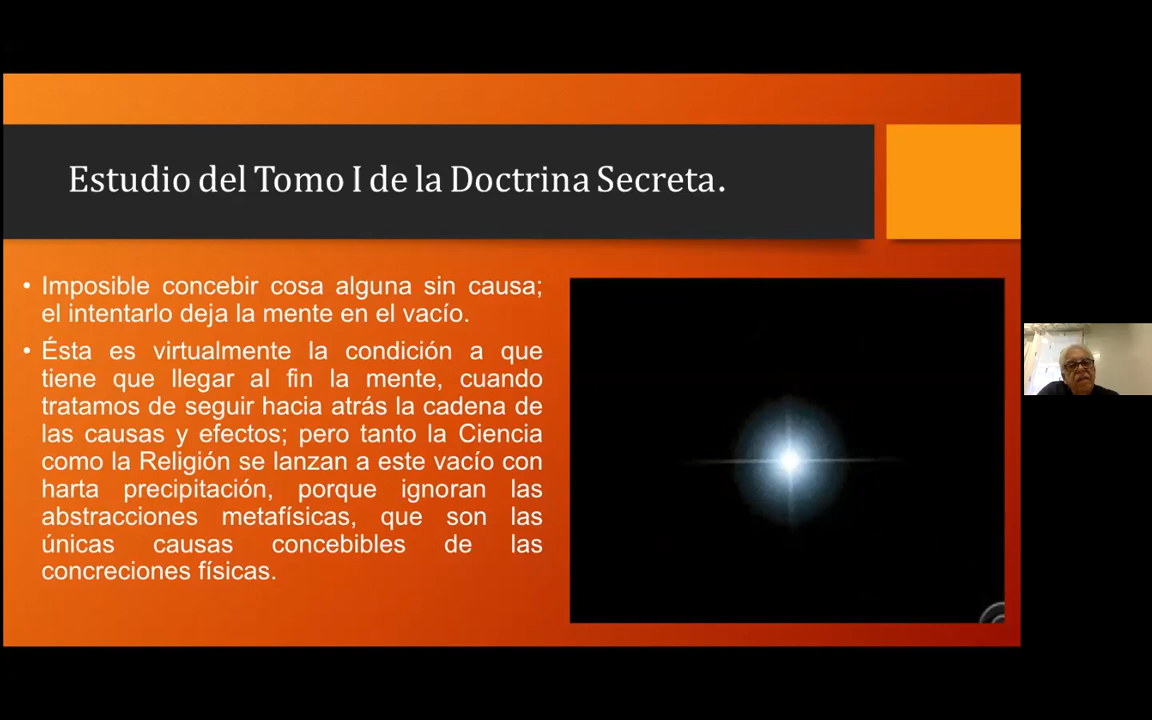 Estudio del Tomo I de la Doctrina Secreta.
• Imposible concebir cosa alguna sin causa;
el intentarlo deja la mente en el vacío.
• Ésta es virtualmente la condición a que
tiene que llegar al fin la mente, cuando
tratamos de seguir hacia atrás la cadena de
las causas y efectos; pero tanto la Ciencia
como la Religión se lanzan a este vacío con
harta precipitación, porque ignoran las
abstracciones metafísicas, que son las
únicas causas concebibles de las
concreciones físicas.